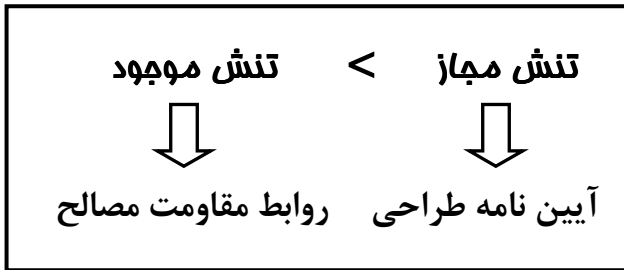 تنش موجود < تنش مجاز
روابط مقاومت مصالح آیین نامه طراحی